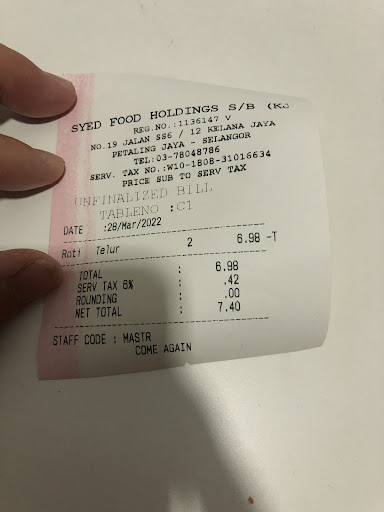 SYED FOOD HOLDINGS S/B (KJ
REG.NO.:1136147 V
NO.19 JALAN SS6 / 12 KELANA JAYA
PETALING JAYA - SELANGOR
TEL:03-78048786
SERV. TAX NO.:W10-1808-31016634
PRICE SUB TO SERV TAX
UNFINALIZED BILL
TABLENO :C1
DATE :28/Mar/2022
Roti Telur 2 6.98 -T
TOTAL : 6.98
SERV TAX 6% : .42
ROUNDING : .00
NET TOTAL : 7.40
STAFF CODE : MASTR
COME AGAIN